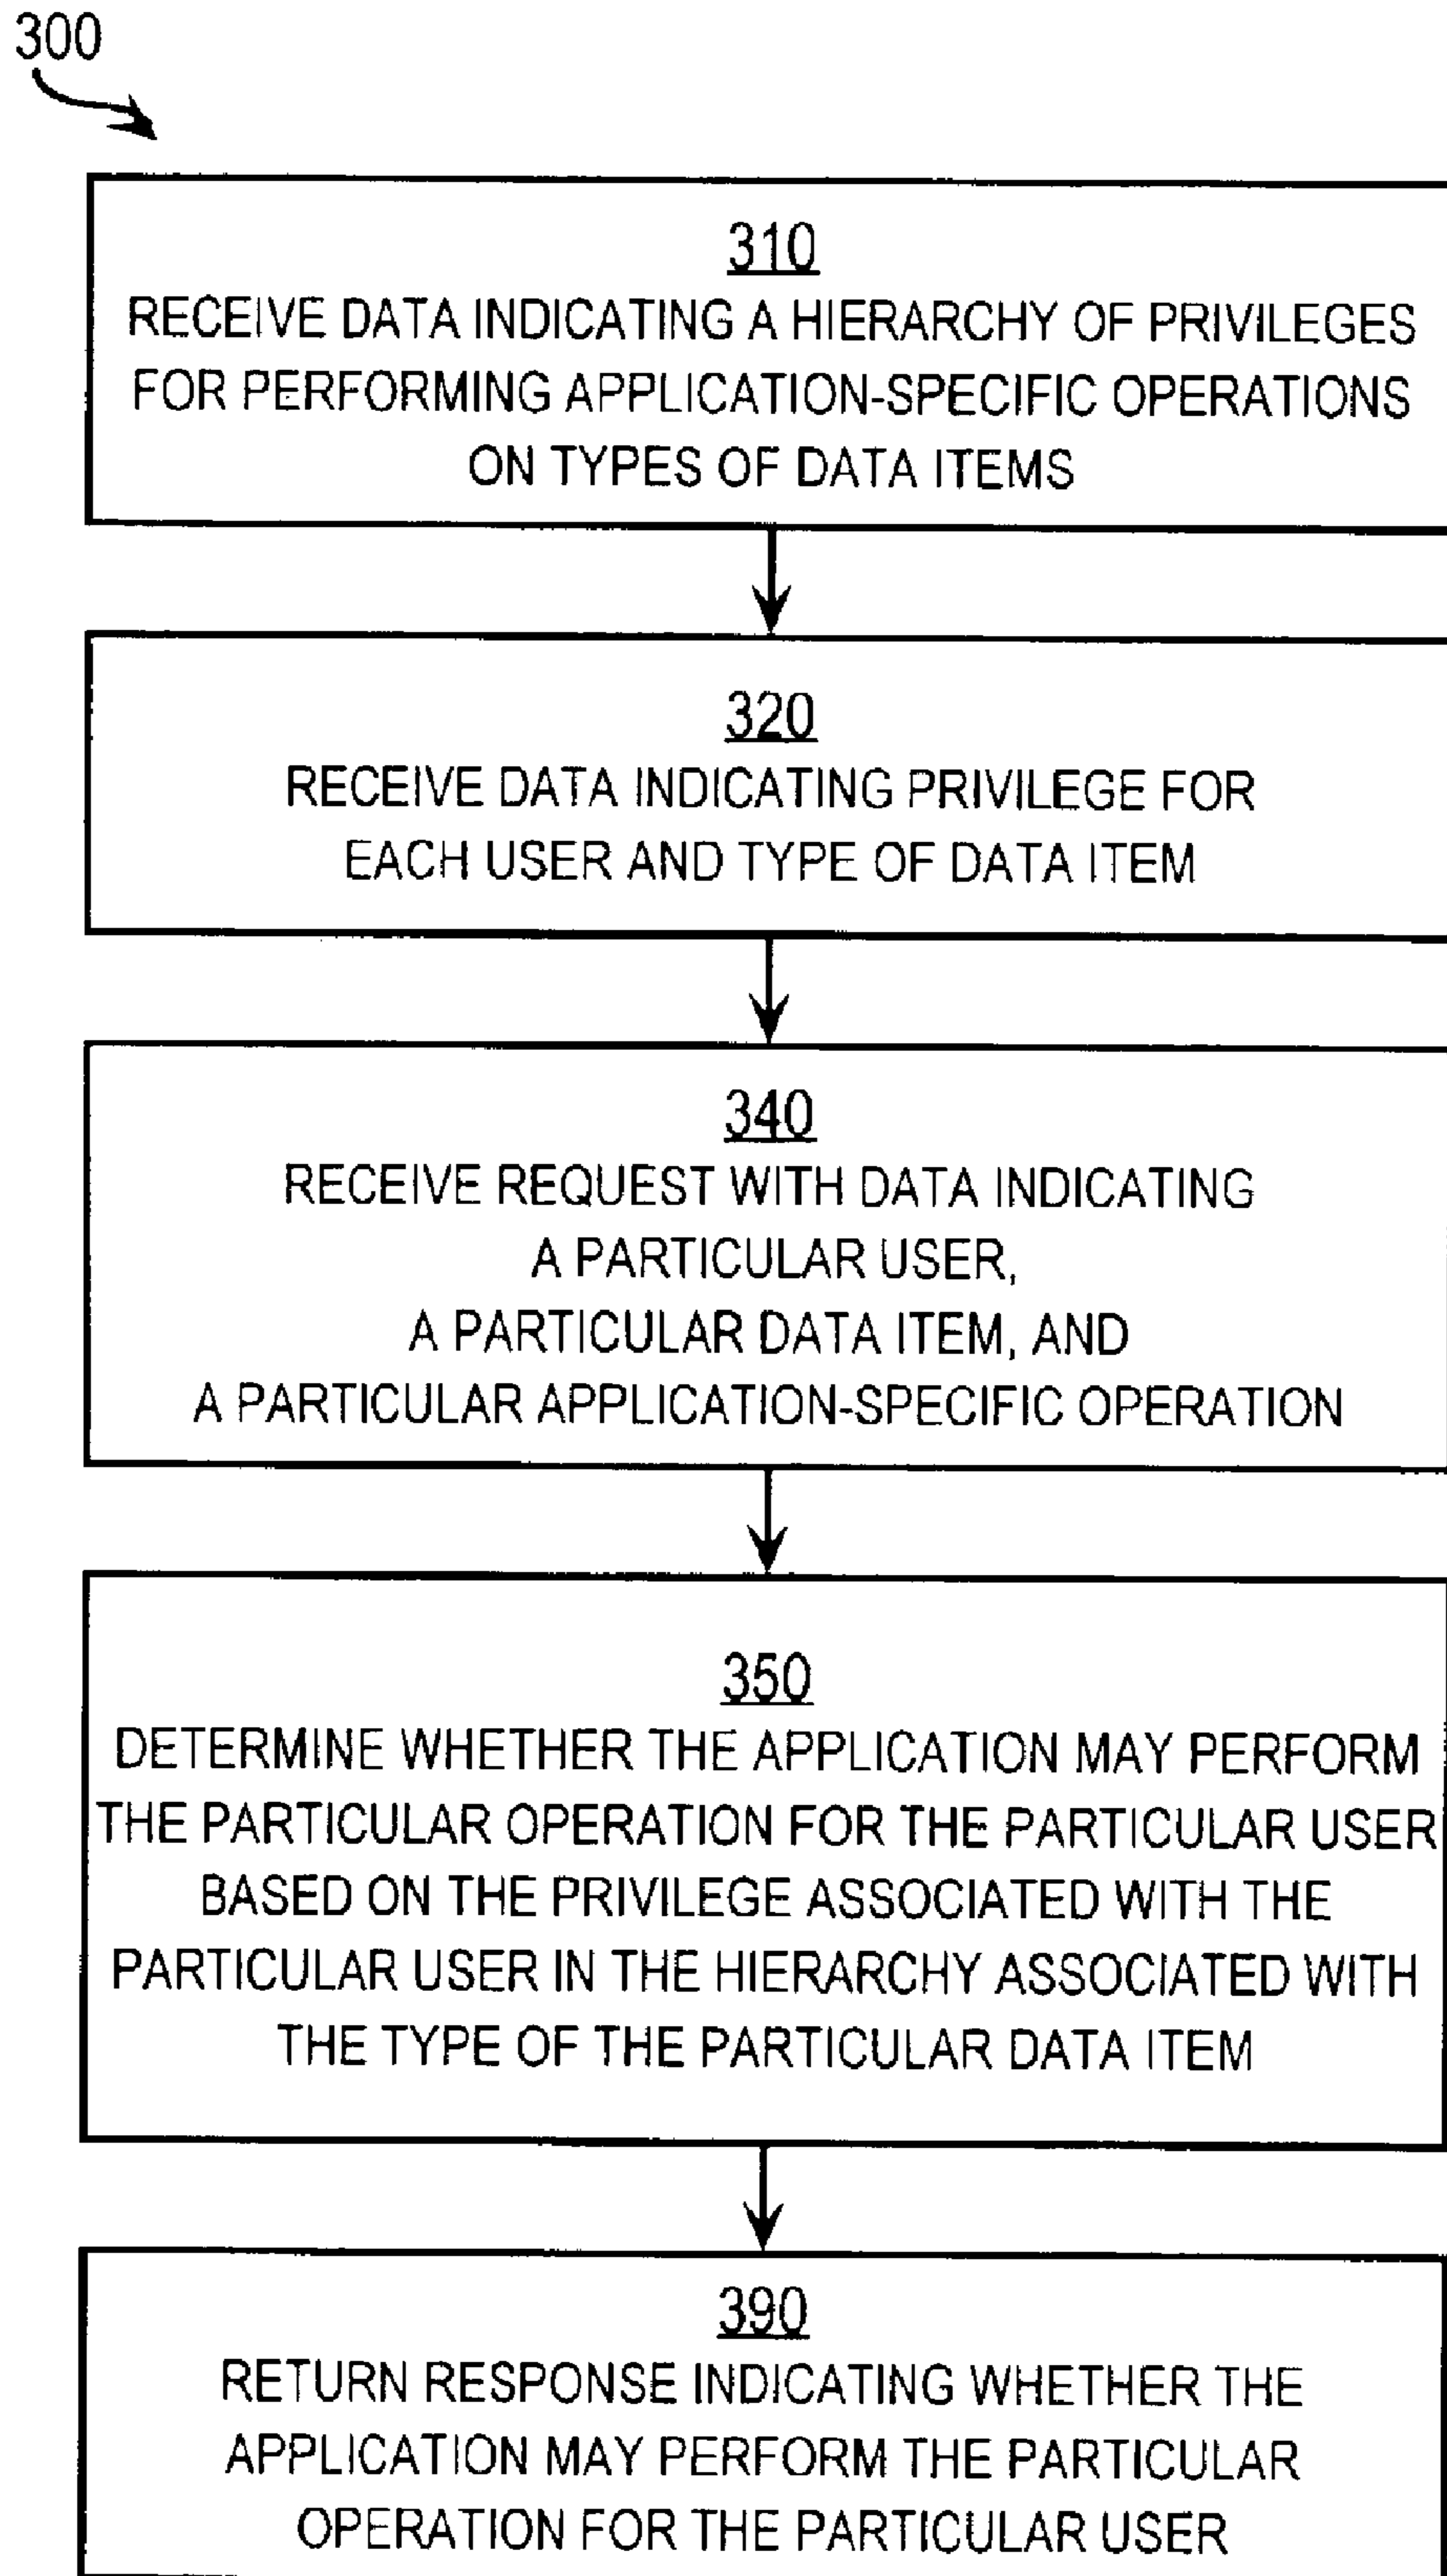 300
310
RECEIVE DATA INDICATING A HIERARCHY OF PRIVILEGES
FOR PERFORMING APPLICATION-SPECIFIC OPERATIONS
ON TYPES OF DATA ITEMS
320
RECEIVE DATA INDICATING PRIVILEGE FOR
EACH USER AND TYPE OF DATA ITEM
340
RECEIVE REQUEST WITH DATA INDICATING
A PARTICULAR USER,
A PARTICULAR DATA ITEM, AND
A PARTICULAR APPLICATION-SPECIFIC OPERATION
350
DETERMINE WHETHER THE APPLICATION MAY PERFORM
THE PARTICULAR OPERATION FOR THE PARTICULAR USER
BASED ON THE PRIVILEGE ASSOCIATED WITH THE
PARTICULAR USER IN THE HIERARCHY ASSOCIATED WITH
THE TYPE OF THE PARTICULAR DATA ITEM
390
RETURN RESPONSE INDICATING WHETHER THE
APPLICATION MAY PERFORM THE PARTICULAR
OPERATION FOR THE PARTICULAR USER